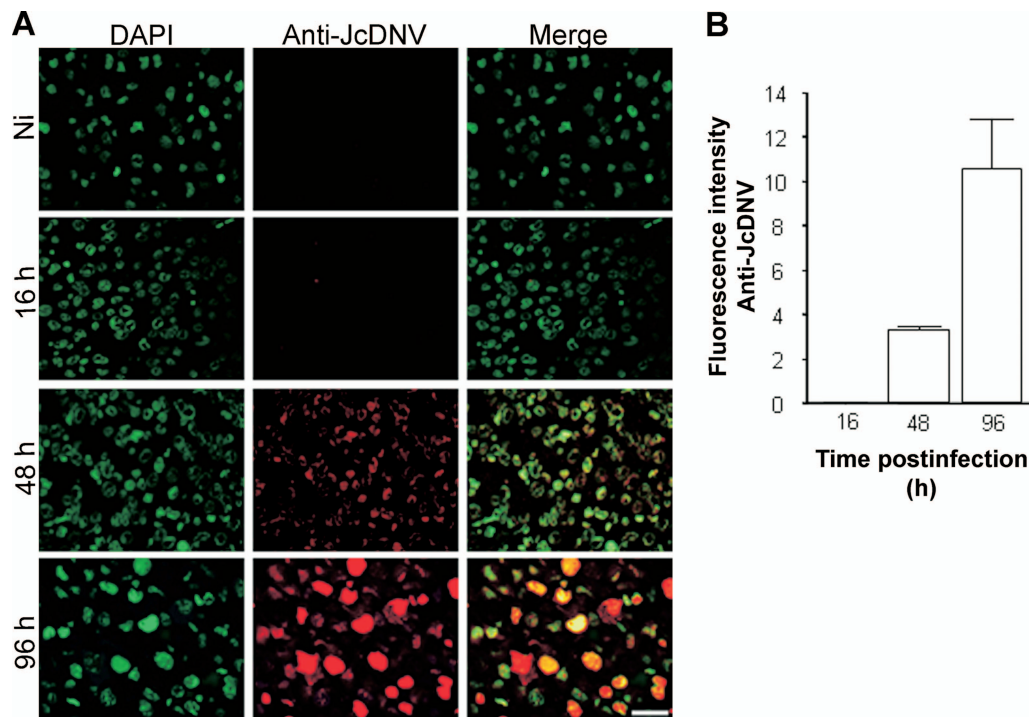 A
DAPI
Anti-JcDNV
Merge
Ni
16 h
48 h
96 h
B
Fluorescence intensity
Anti-JcDNV
14
12
10
8
6
4
2
0
16
48
96
Time postinfection
(h)